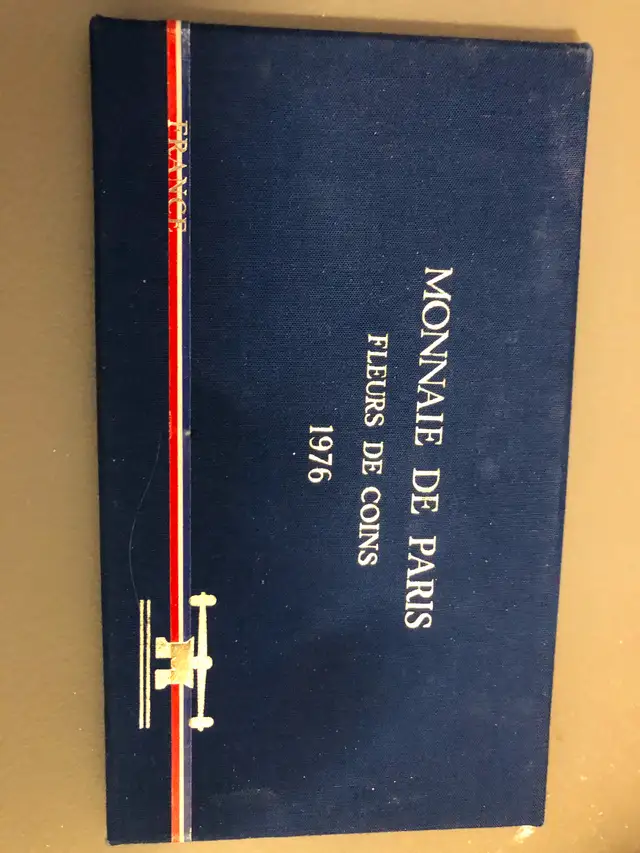 MONNAIE DE PARIS
FLEURS DE COINS
1976
FRANCE